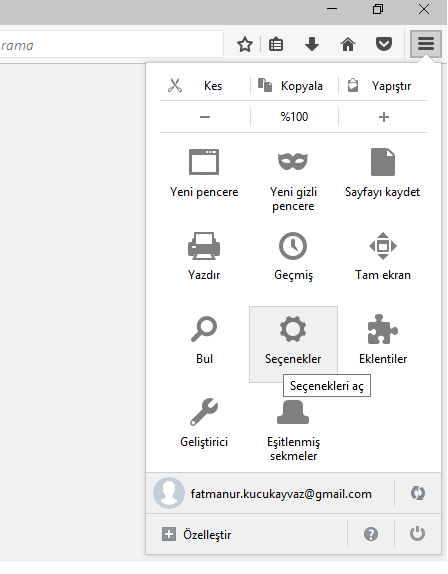 rama
Kes Kopyala Yapıştır
− %100 +
Yeni pencere
Yeni gizli pencere
Sayfayı kaydet
Yazdır
Geçmiş
Tam ekran
Bul
Seçenekler
Eklentiler
Seçenekleri aç
Geliştirici
Eşitlenmiş sekmeler
fatmanur.kucukayvaz@gmail.com
Özelleştir
?